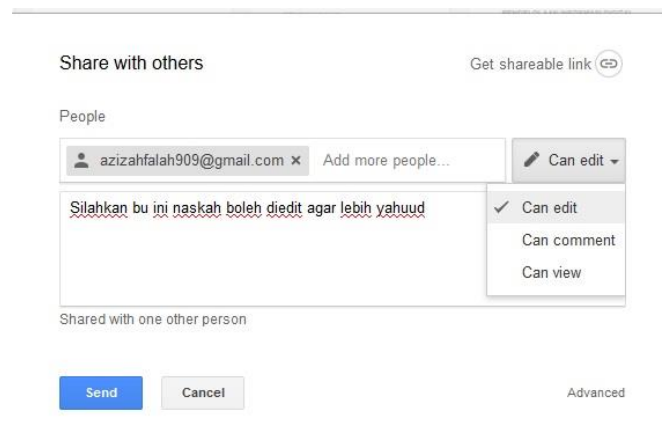 Share with others
Get shareable link
People
azizahfalah909@gmail.com × Add more people...
Can edit
Silahkan bu ini naskah boleh diedit agar lebih yahuud
✓ Can edit
Can comment
Can view
Shared with one other person
Send
Cancel
Advanced